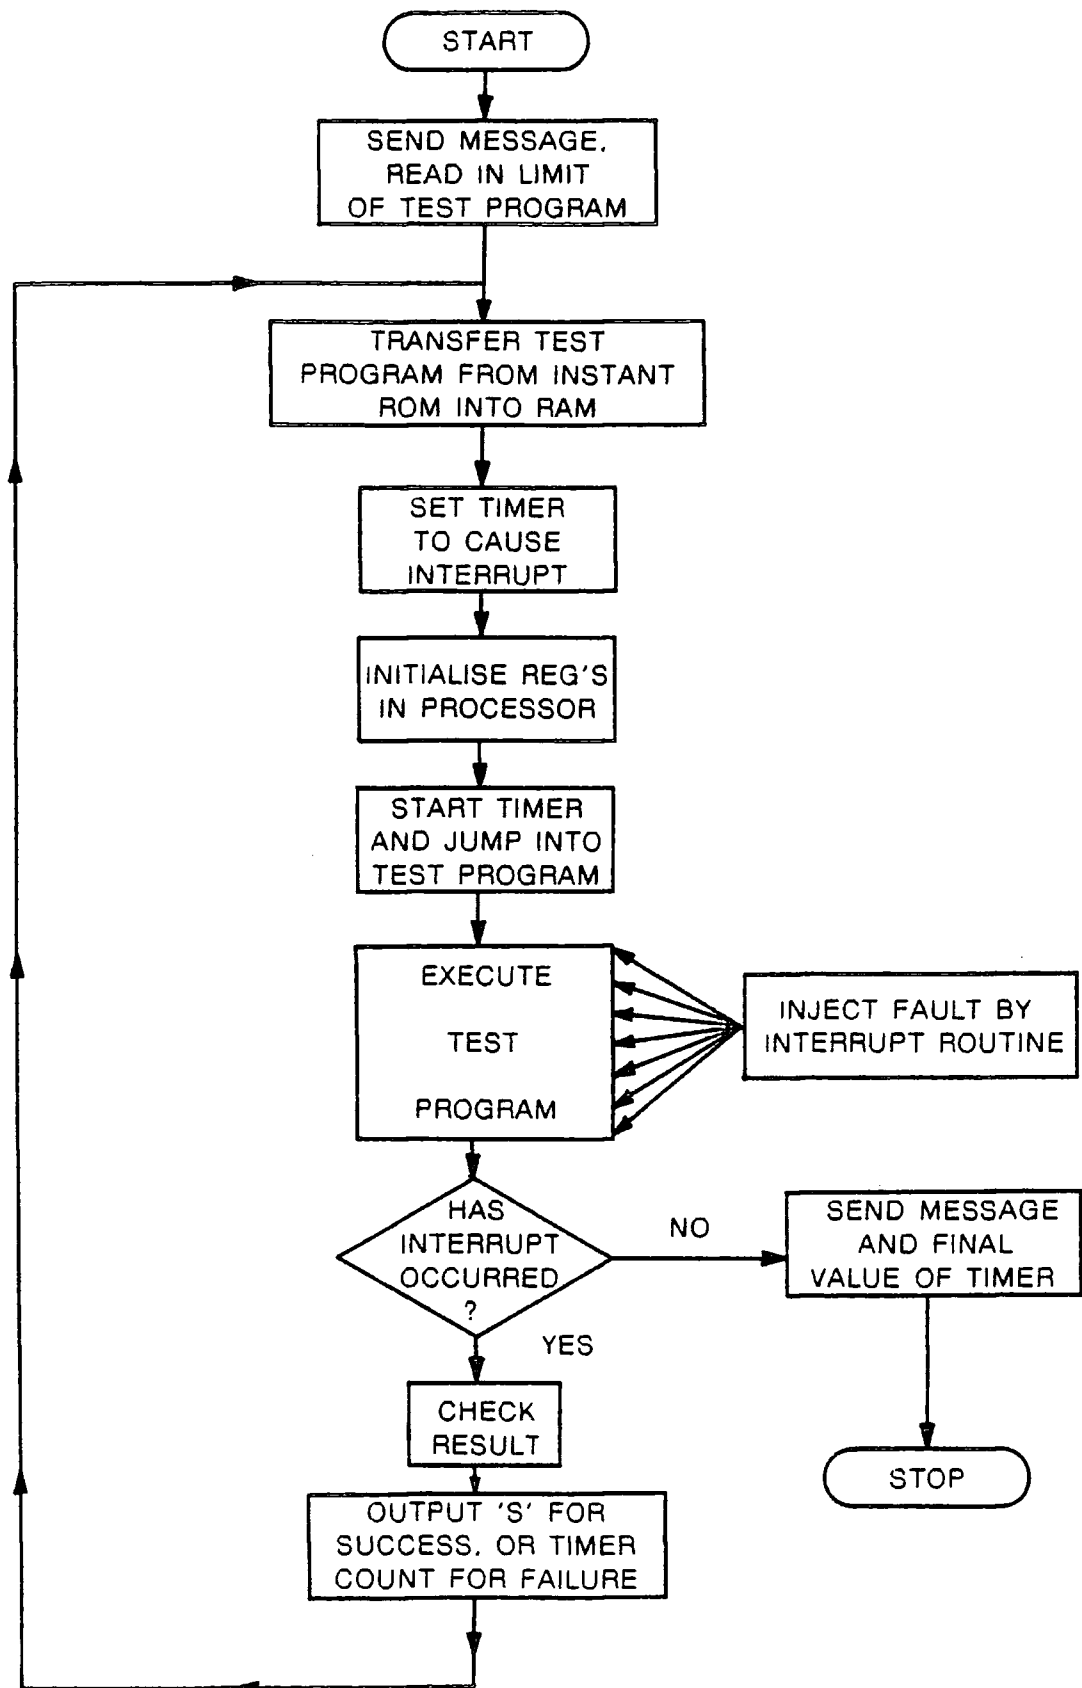 START
SEND MESSAGE,
READ IN LIMIT
OF TEST PROGRAM
TRANSFER TEST
PROGRAM FROM INSTANT
ROM INTO RAM
SET TIMER
TO CAUSE
INTERRUPT
INITIALISE REG'S
IN PROCESSOR
START TIMER
AND JUMP INTO
TEST PROGRAM
EXECUTE
TEST
PROGRAM
INJECT FAULT BY
INTERRUPT ROUTINE
HAS
INTERRUPT
OCCURRED
?
NO
SEND MESSAGE
AND FINAL
VALUE OF TIMER
YES
CHECK
RESULT
STOP
OUTPUT 'S' FOR
SUCCESS, OR TIMER
COUNT FOR FAILURE